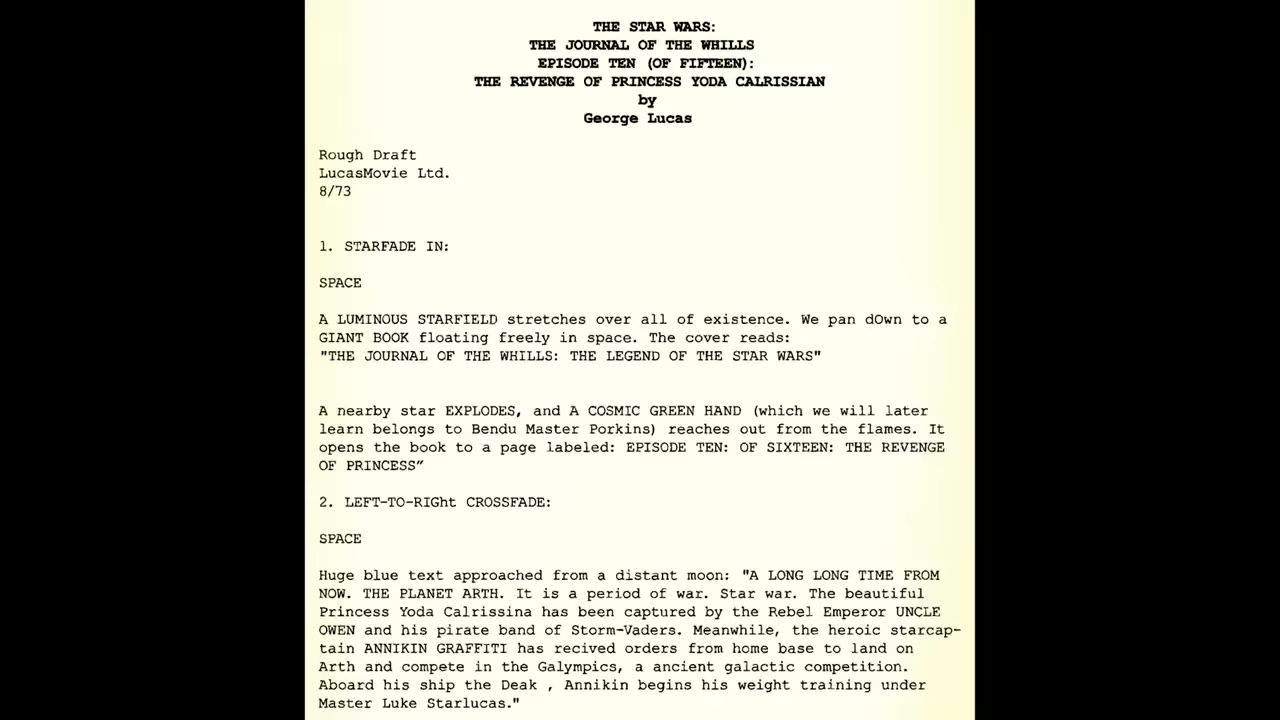 THE STAR WARS:
THE JOURNAL OF THE WHILLS
EPISODE TEN (OF FIFTEEN):
THE REVENGE OF PRINCESS YODA CALRISSIAN
by
George Lucas
Rough Draft
LucasMovie Ltd.
8/73
1. STARFADE IN:
SPACE
A LUMINOUS STARFIELD stretches over all of existence. We pan dOwn to a
GIANT BOOK floating freely in space. The cover reads:
"THE JOURNAL OF THE WHILLS: THE LEGEND OF THE STAR WARS"
A nearby star EXPLODES, and A COSMIC GREEN HAND (which we will later
learn belongs to Bendu Master Porkins) reaches out from the flames. It
opens the book to a page labeled: EPISODE TEN: OF SIXTEEN: THE REVENGE
OF PRINCESS”
2. LEFT-TO-RIGht CROSSFADE:
SPACE
Huge blue text approached from a distant moon: "A LONG LONG TIME FROM
NOW. THE PLANET ARTH. It is a period of war. Star war. The beautiful
Princess Yoda Calrissina has been captured by the Rebel Emperor UNCLE
OWEN and his pirate band of Storm-Vaders. Meanwhile, the heroic starcap-
tain ANNIKIN GRAFFITI has recived orders from home base to land on
Arth and compete in the Galympics, a ancient galactic competition.
Aboard his ship the Deak , Annikin begins his weight training under
Master Luke Starlucas."